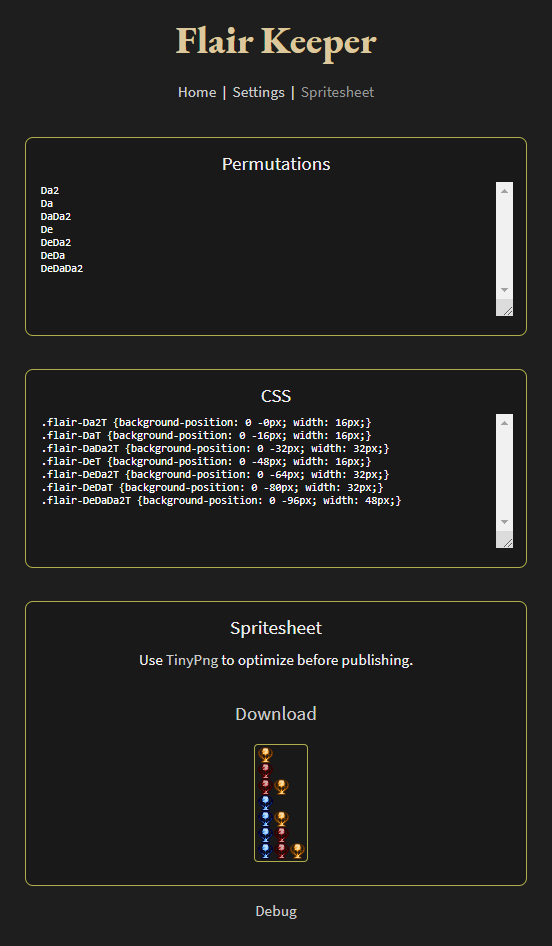 Flair Keeper
Home | Settings | Spritesheet
Permutations
Da2
Da
DaDa2
De
DeDa2
DeDa
DeDaDa2
CSS
.flair-Da2T {background-position: 0 -0px; width: 16px;}
.flair-DaT {background-position: 0 -16px; width: 16px;}
.flair-DaDa2T {background-position: 0 -32px; width: 32px;}
.flair-DeT {background-position: 0 -48px; width: 16px;}
.flair-DeDa2T {background-position: 0 -64px; width: 32px;}
.flair-DeDaT {background-position: 0 -80px; width: 32px;}
.flair-DeDaDa2T {background-position: 0 -96px; width: 48px;}
Spritesheet
Use TinyPng to optimize before publishing.
Download
Debug